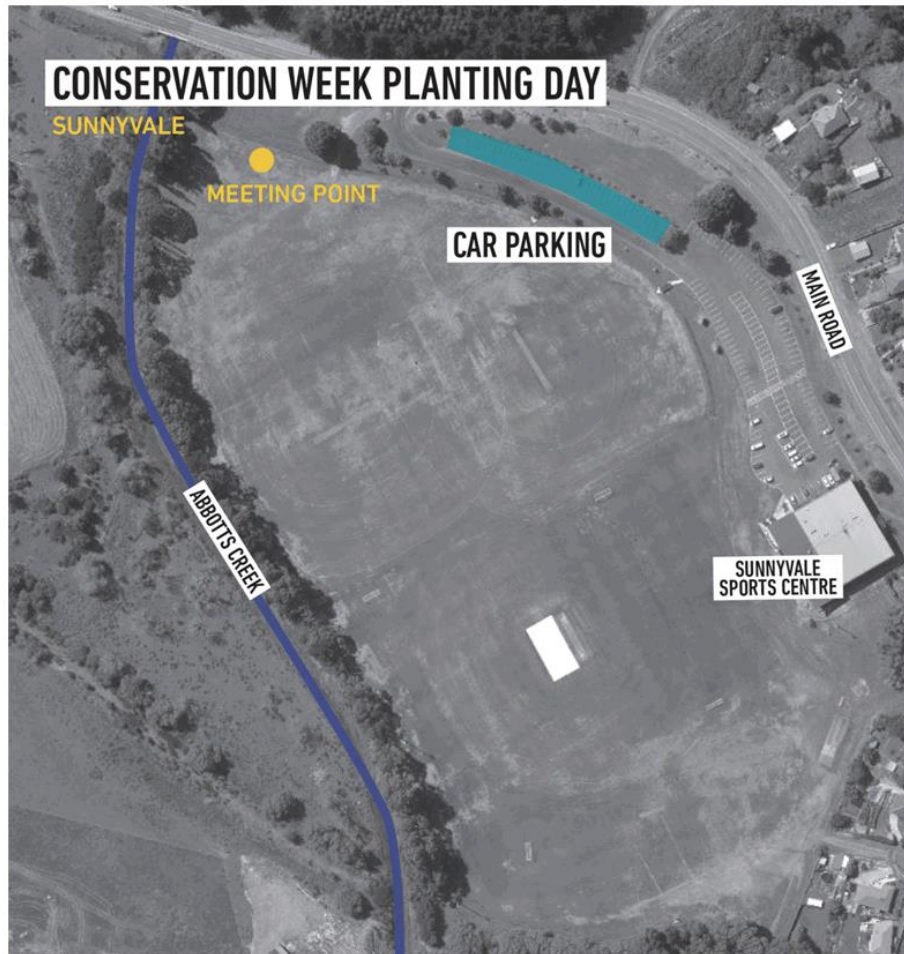 CONSERVATION WEEK PLANTING DAY
SUNNYVALE
MEETING POINT
CAR PARKING
MAIN ROAD
ABBOTTS CREEK
SUNNYVALE
SPORTS CENTRE